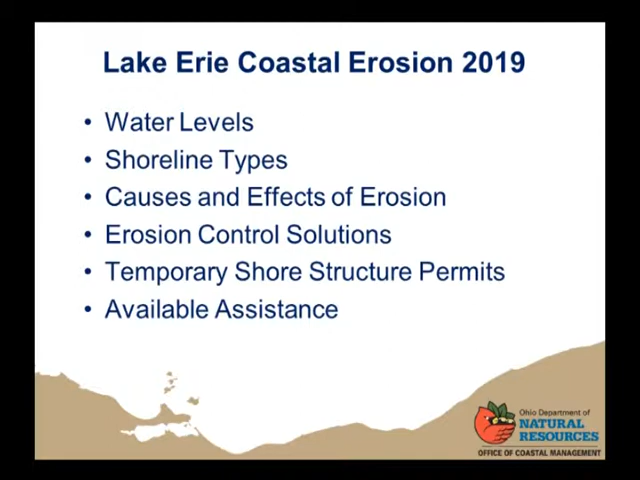 Lake Erie Coastal Erosion 2019
• Water Levels
• Shoreline Types
• Causes and Effects of Erosion
• Erosion Control Solutions
• Temporary Shore Structure Permits
• Available Assistance
Ohio Department of
NATURAL
RESOURCES
OFFICE OF COASTAL MANAGEMENT